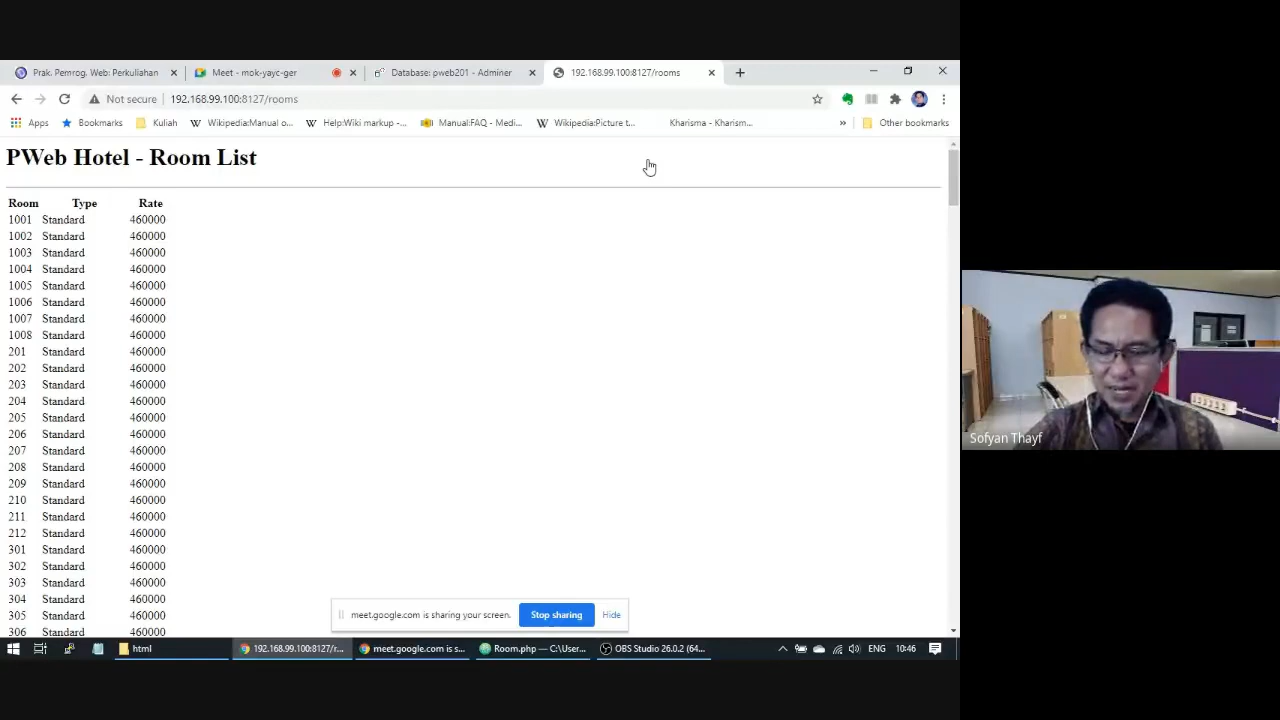 Prak. Pemrog. Web: Perkuliahan
Meet - mok-yayc-ger
Database: pweb201 - Adminer
192.168.99.100:8127/rooms
Not secure
192.168.99.100:8127/rooms
Apps
Bookmarks
Kuliah
Wikipedia:Manual o...
Help:Wiki markup -...
Manual:FAQ - Medi...
Wikipedia:Picture t...
Kharisma - Kharism...
»
Other bookmarks
PWeb Hotel - Room List
Room Type Rate
1001 Standard 460000
1002 Standard 460000
1003 Standard 460000
1004 Standard 460000
1005 Standard 460000
1006 Standard 460000
1007 Standard 460000
1008 Standard 460000
201 Standard 460000
202 Standard 460000
203 Standard 460000
204 Standard 460000
205 Standard 460000
206 Standard 460000
207 Standard 460000
208 Standard 460000
209 Standard 460000
210 Standard 460000
211 Standard 460000
212 Standard 460000
301 Standard 460000
302 Standard 460000
303 Standard 460000
304 Standard 460000
305 Standard 460000
306 Standard 460000
Sofyan Thayf
meet.google.com is sharing your screen.
Stop sharing
Hide
html
192.168.99.100:8127/r...
meet.google.com is s...
Room.php — C:\User...
OBS Studio 26.0.2 (64...
ENG
10:46